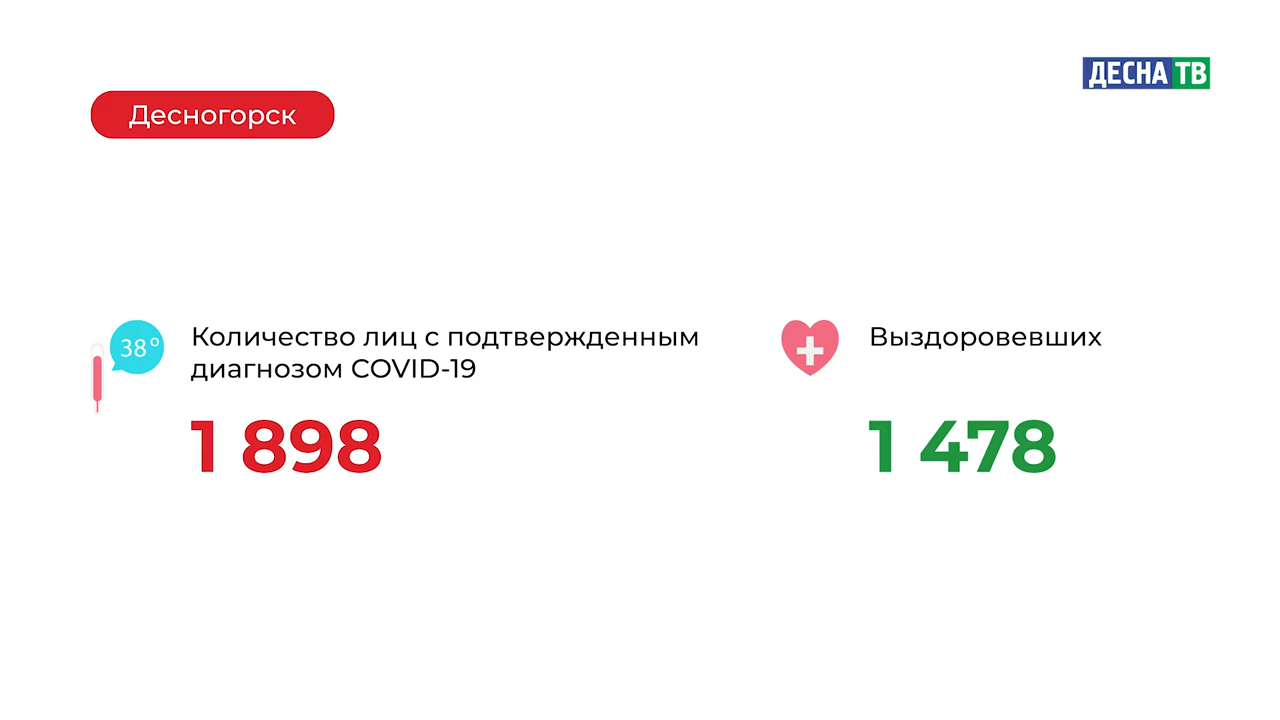 ДЕСНА ТВ
Десногорск
38°
Количество лиц с подтвержденным
диагнозом COVID-19
1 898
Выздоровевших
1 478